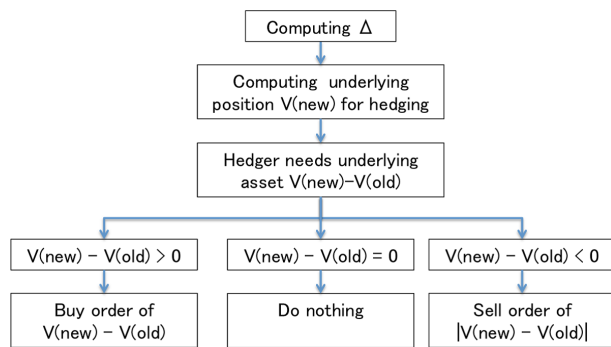 Computing Δ
Computing underlying
position V(new) for hedging
Hedger needs underlying
asset V(new)-V(old)
V(new) - V(old) > 0
V(new) - V(old) = 0
V(new) - V(old) < 0
Buy order of
V(new) - V(old)
Do nothing
Sell order of
|V(new) - V(old)|